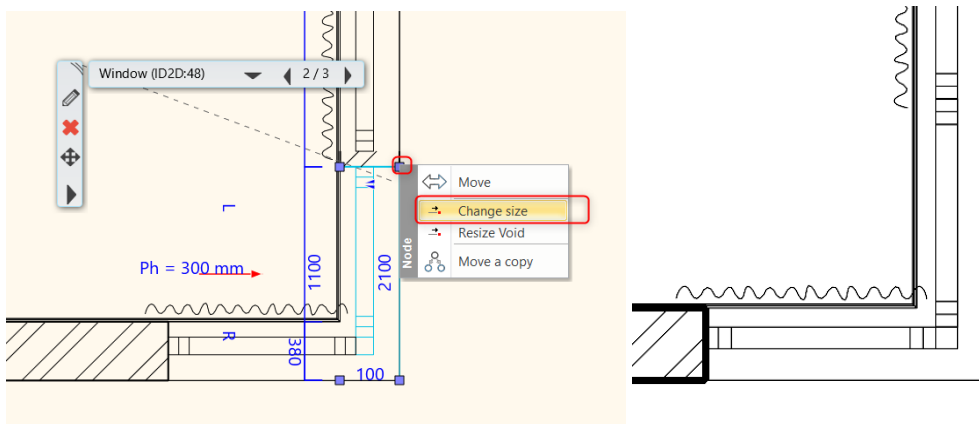 Window (ID2D:48)
2 / 3
Move
Change size
Resize Void
Move a copy
Node
L
Ph = 300 mm
1100
2100
R
380
100